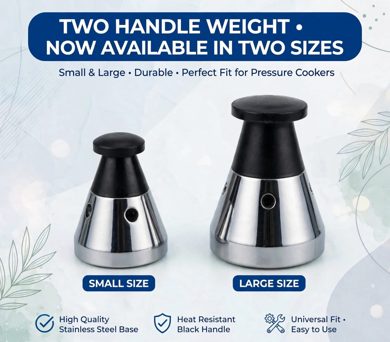 TWO HANDLE WEIGHT •
NOW AVAILABLE IN TWO SIZES
Small & Large • Durable • Perfect Fit for Pressure Cookers
SMALL SIZE
LARGE SIZE
High Quality
Stainless Steel Base
Heat Resistant
Black Handle
Universal Fit •
Easy to Use